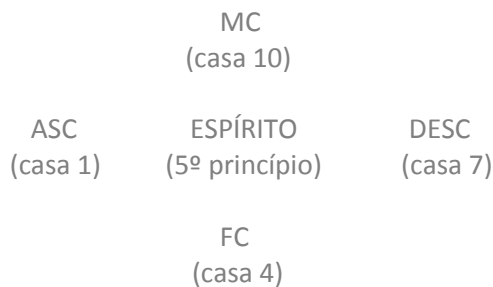 MC
(casa 10)
ASC ESPÍRITO DESC
(casa 1) (5º princípio) (casa 7)
FC
(casa 4)